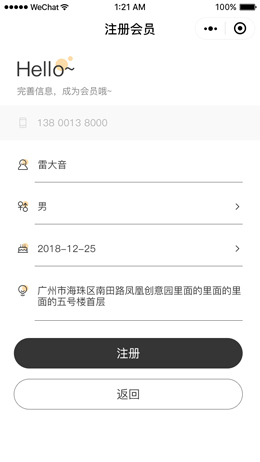 WeChat 1:21 AM 100%
注册会员
Hello~
完善信息，成为会员哦~
138 0013 8000
雷大音
男
2018-12-25
广州市海珠区南田路凤凰创意园里面的里面的里
面的五号楼首层
注册
返回